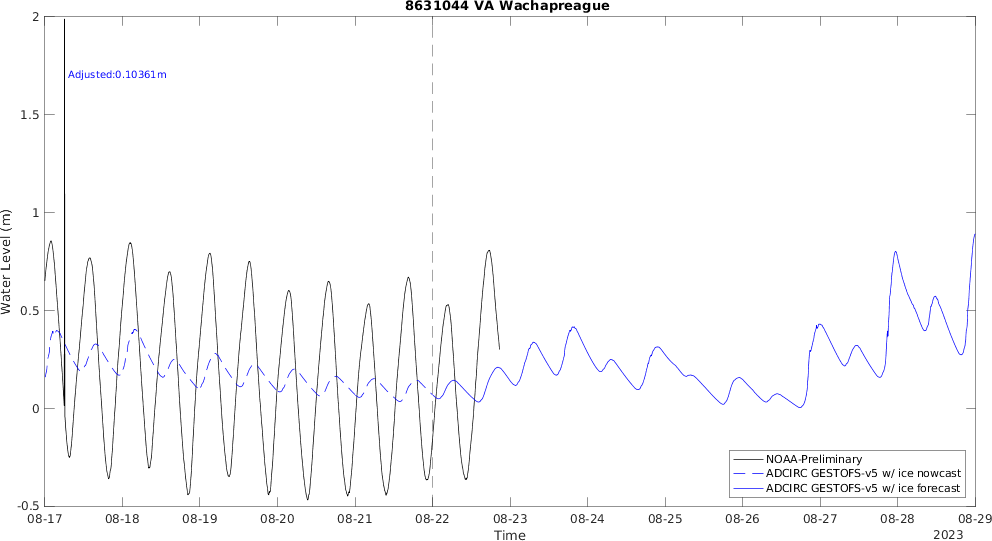 8631044 VA Wachapreague
2
1.5
1
0.5
0
-0.5
Water Level (m)
Adjusted:0.10361m
NOAA-Preliminary
ADCIRC GESTOFS-v5 w/ ice nowcast
ADCIRC GESTOFS-v5 w/ ice forecast
08-17 08-18 08-19 08-20 08-21 08-22 08-23 08-24 08-25 08-26 08-27 08-28 08-29
Time
2023